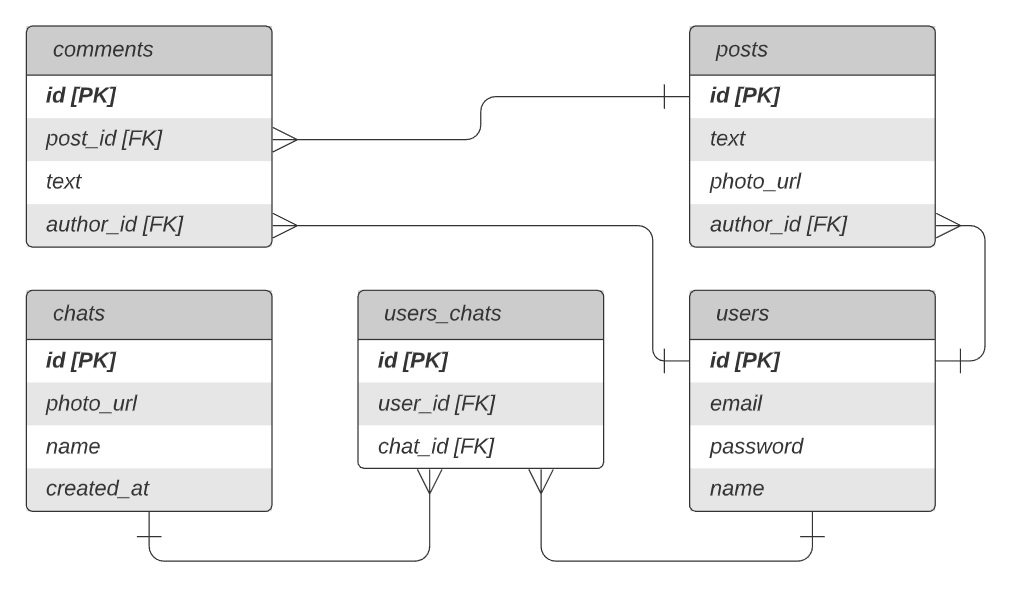 comments
id [PK]
post_id [FK]
text
author_id [FK]
posts
id [PK]
text
photo_url
author_id [FK]
chats
id [PK]
photo_url
name
created_at
users_chats
id [PK]
user_id [FK]
chat_id [FK]
users
id [PK]
email
password
name